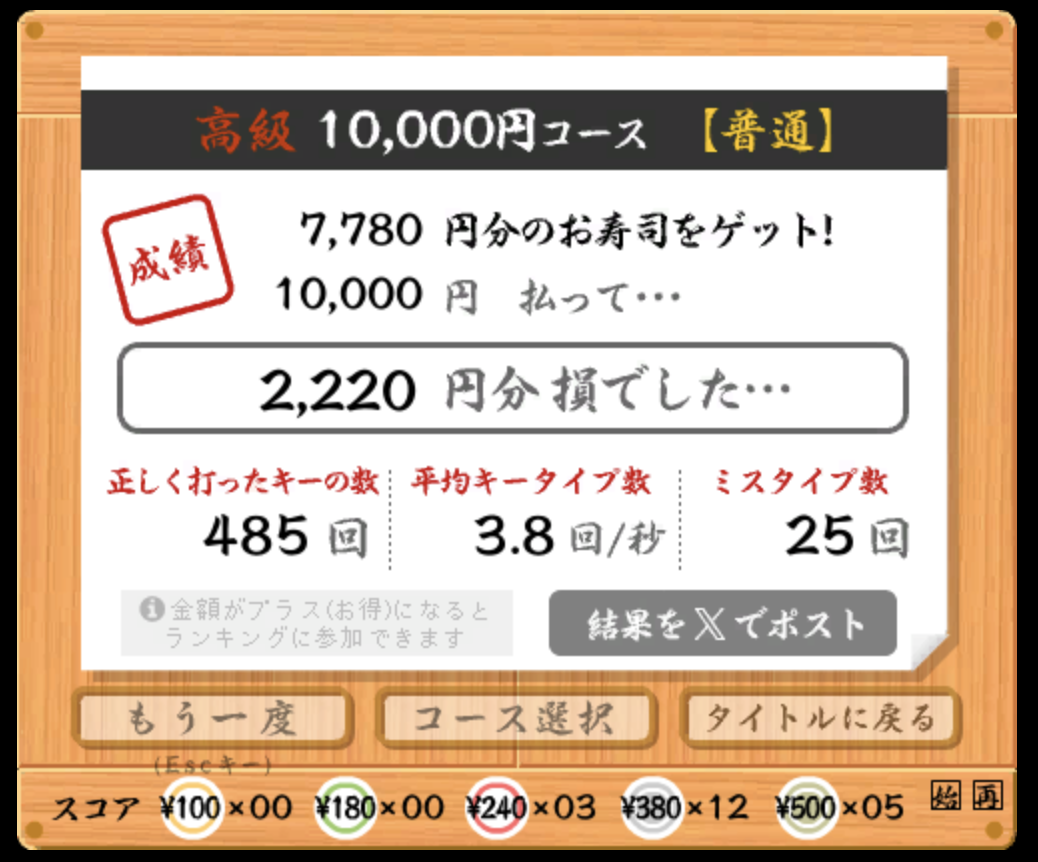 高級 10,000円コース 【普通】
成績
7,780 円分のお寿司をゲット!
10,000 円 払って…
2,220 円分 損でした…
正しく打ったキーの数 平均キータイプ数 ミスタイプ数
485 回 3.8 回/秒 25 回
金額がプラス(お得)になると
ランキングに参加できます
結果を X でポスト
もう一度 コース選択 タイトルに戻る
(Escキー)
スコア ¥100×00 ¥180×00 ¥240×03 ¥380×12 ¥500×05 始 再